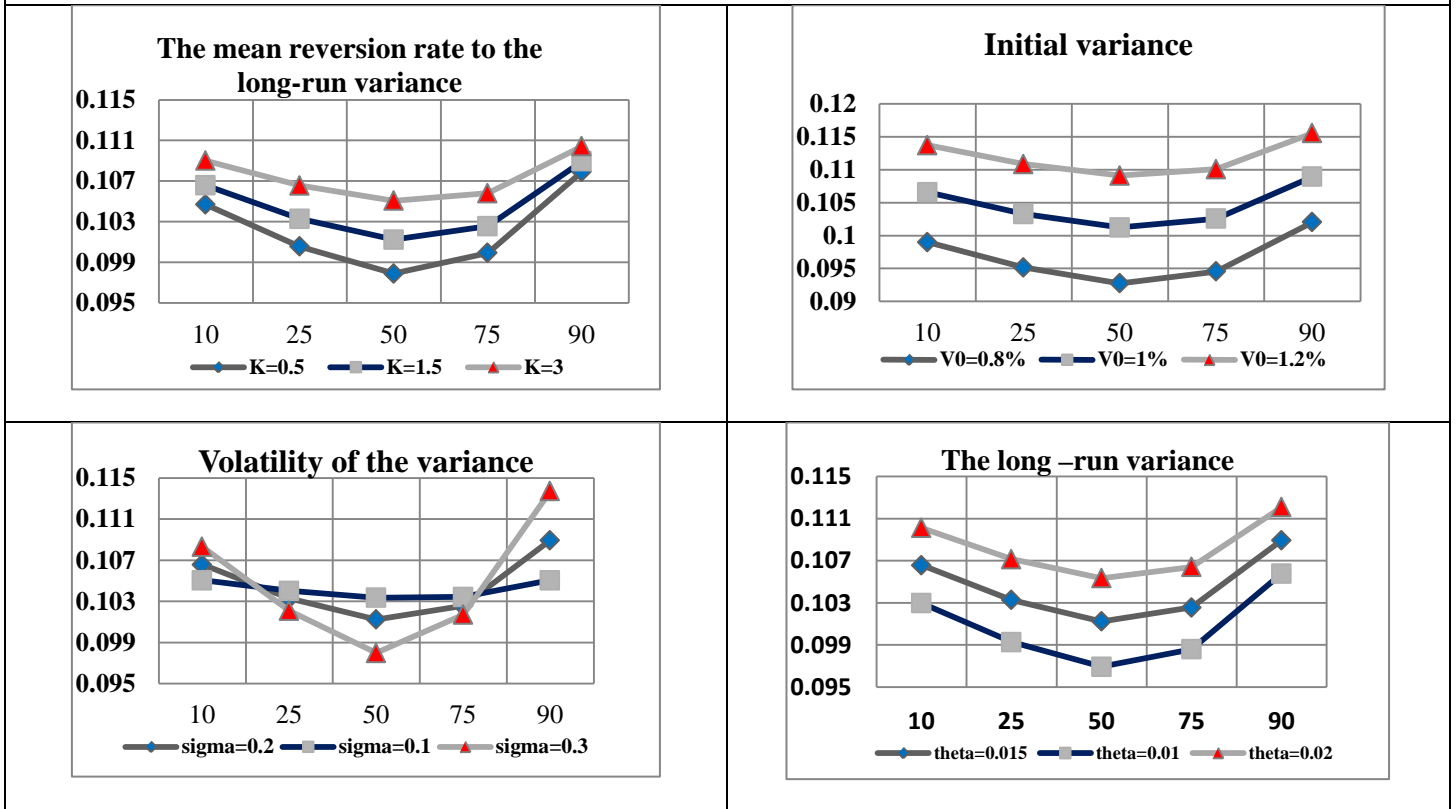 The mean reversion rate to the
long-run variance
0.115
0.111
0.107
0.103
0.099
0.095
10 25 50 75 90
K=0.5 K=1.5 K=3
Initial variance
0.12
0.115
0.11
0.105
0.1
0.095
0.09
10 25 50 75 90
V0=0.8% V0=1% V0=1.2%
Volatility of the variance
0.115
0.111
0.107
0.103
0.099
0.095
10 25 50 75 90
sigma=0.2 sigma=0.1 sigma=0.3
The long –run variance
0.115
0.111
0.107
0.103
0.099
0.095
10 25 50 75 90
theta=0.015 theta=0.01 theta=0.02